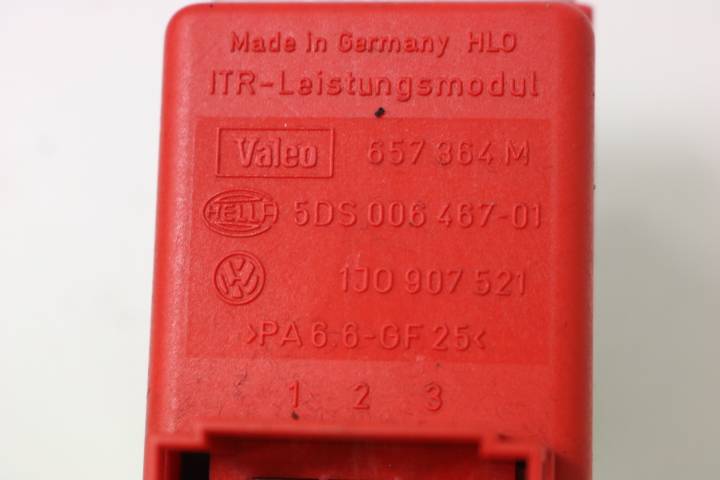 Made in Germany HLO
ITR-Leistungsmodul
Valeo 657 364 M
HELLA 5DS 006 467-01
VW 1J0 907 521
>PA 6.6-GF 25<
1 2 3